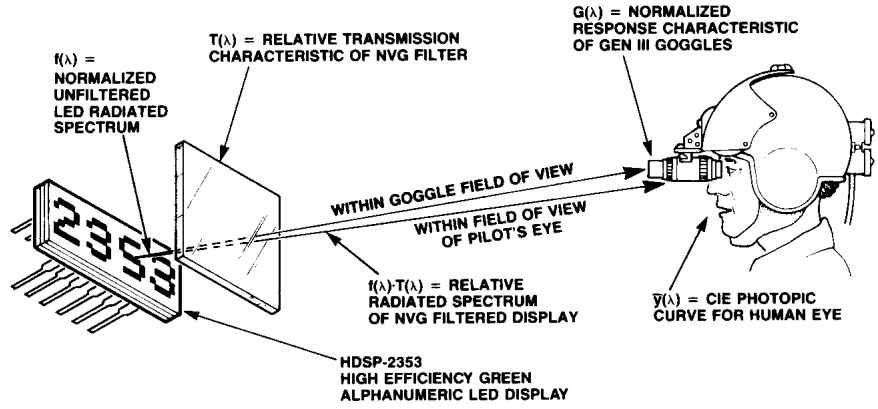 G(λ) = NORMALIZED
RESPONSE CHARACTERISTIC
OF GEN III GOGGLES
T(λ) = RELATIVE TRANSMISSION
CHARACTERISTIC OF NVG FILTER
f(λ) =
NORMALIZED
UNFILTERED
LED RADIATED
SPECTRUM
2353
WITHIN GOGGLE FIELD OF VIEW
WITHIN FIELD OF VIEW
OF PILOT'S EYE
f(λ)·T(λ) = RELATIVE
RADIATED SPECTRUM
OF NVG FILTERED DISPLAY
y̅(λ) = CIE PHOTOPIC
CURVE FOR HUMAN EYE
HDSP-2353
HIGH EFFICIENCY GREEN
ALPHANUMERIC LED DISPLAY